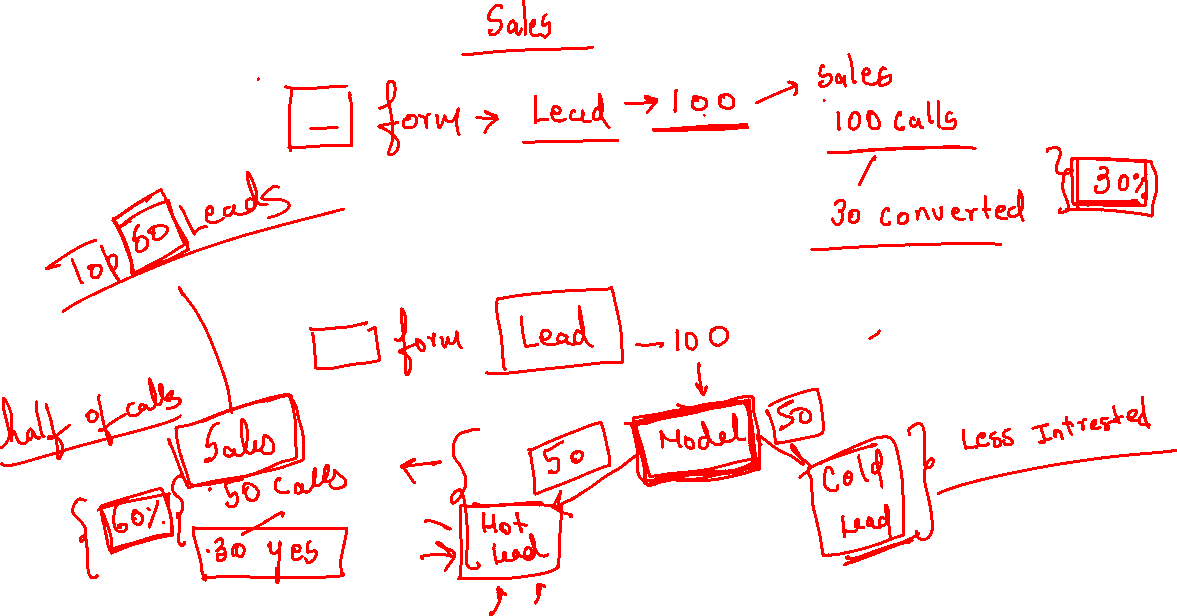 Sales
form → Lead → 100 → Sales
100 calls
30 converted
30%
Top 60 Leads
form Lead — 100
Model
50
50
half of calls
Sales
50 calls
60%
30 yes
Hot
Lead
Cold
Lead
Less Intrested